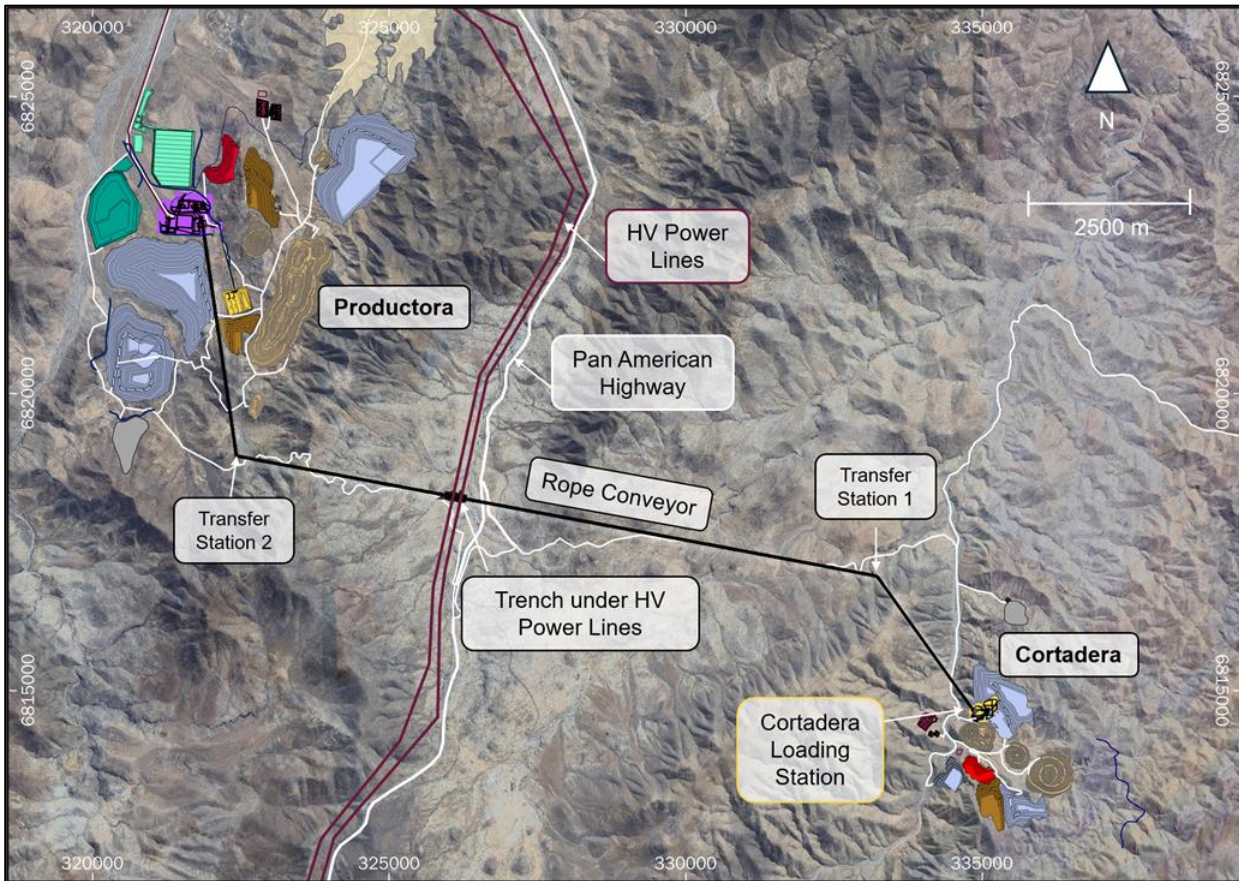 320000
325000
330000
335000
6825000
6825000
N
2500 m
HV Power
Lines
Productora
Pan American
Highway
6820000
6820000
Rope Conveyor
Transfer
Station 1
Transfer
Station 2
Trench under HV
Power Lines
Cortadera
6815000
6815000
Cortadera
Loading
Station
320000
325000
330000
335000